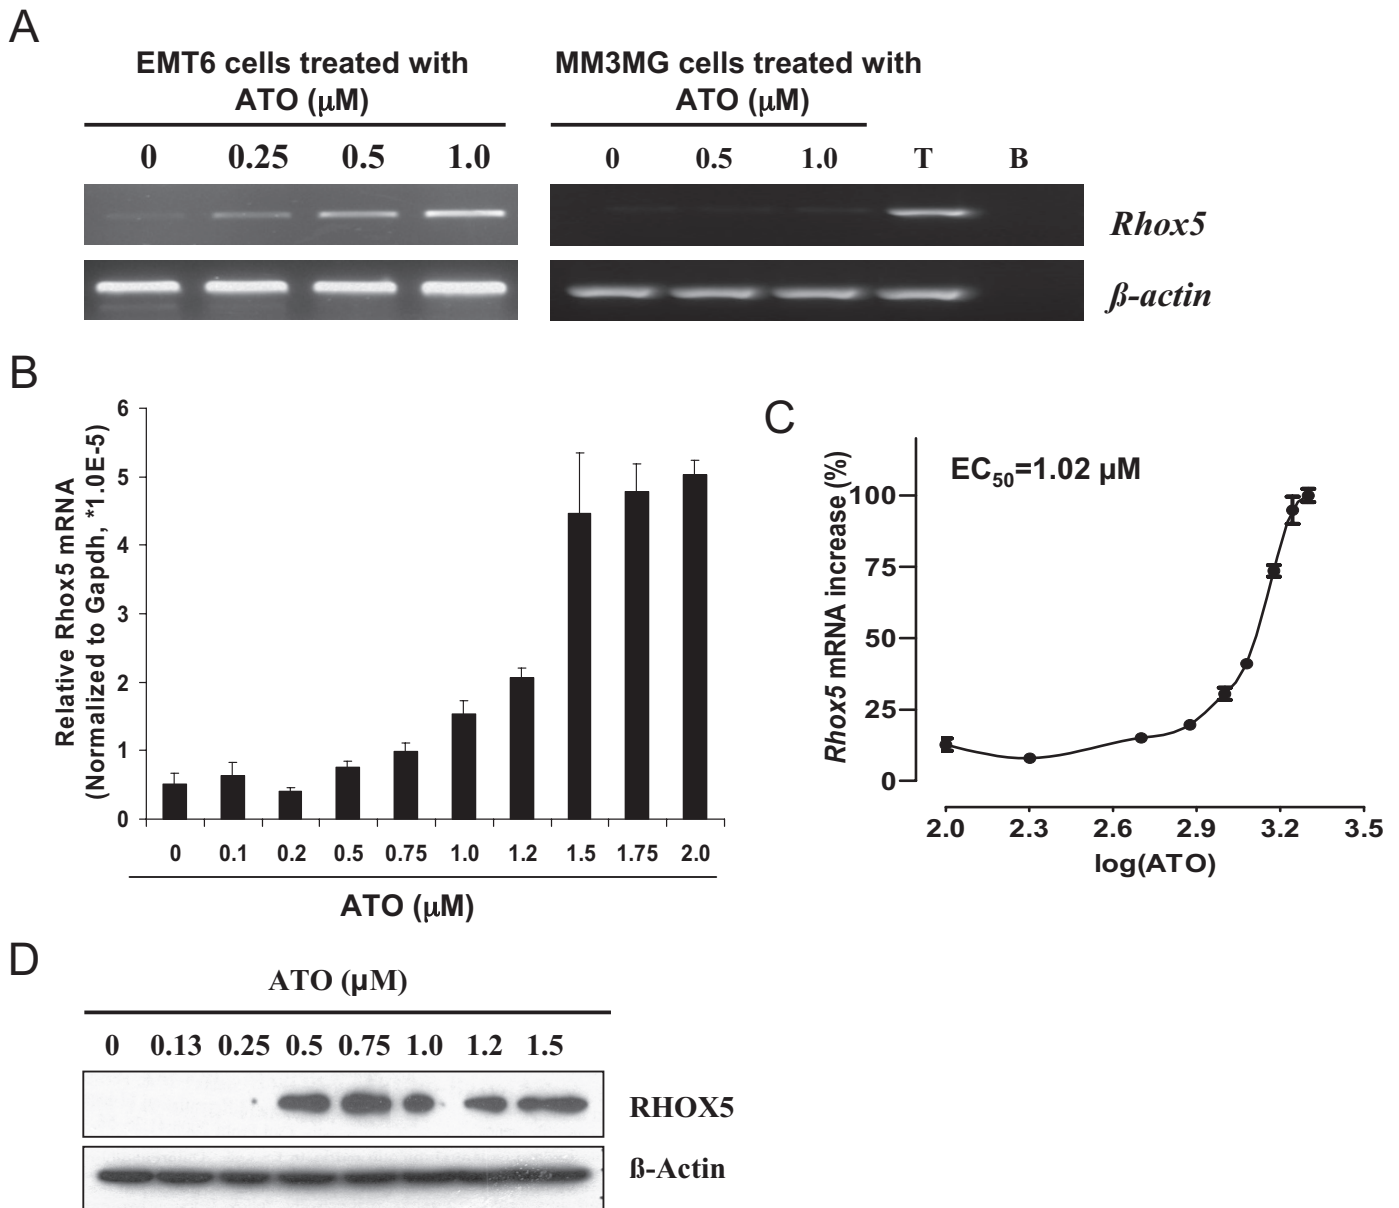 A
EMT6 cells treated with
ATO (µM)
0 0.25 0.5 1.0
MM3MG cells treated with
ATO (µM)
0 0.5 1.0 T B
Rhox5
ß-actin
B
Relative Rhox5 mRNA
(Normalized to Gapdh, *1.0E-5)
6
5
4
3
2
1
0
0 0.1 0.2 0.5 0.75 1.0 1.2 1.5 1.75 2.0
ATO (µM)
C
EC50=1.02 µM
Rhox5 mRNA increase (%)
100
75
50
25
0
2.0 2.3 2.6 2.9 3.2 3.5
log(ATO)
D
ATO (µM)
0 0.13 0.25 0.5 0.75 1.0 1.2 1.5
RHOX5
ß-Actin